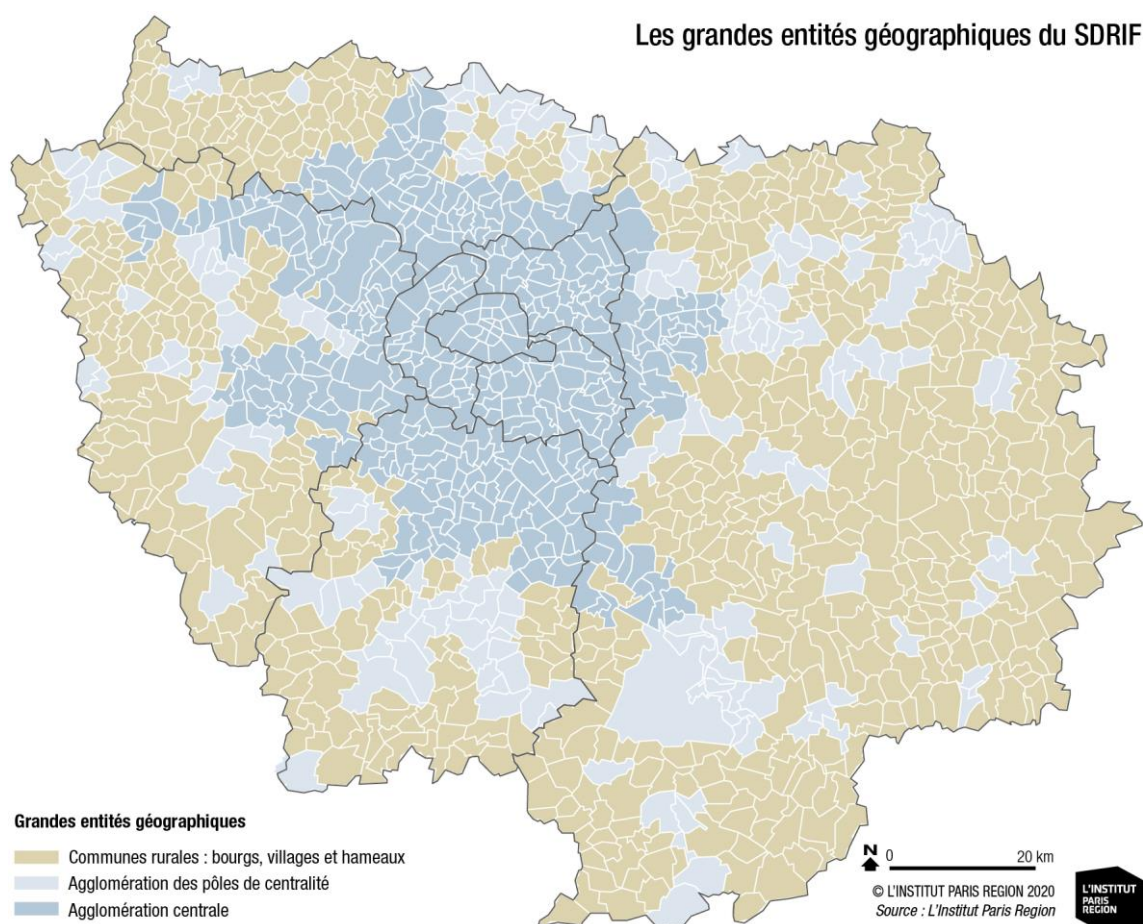 Les grandes entités géographiques du SDRIF
Grandes entités géographiques
Communes rurales : bourgs, villages et hameaux
Agglomération des pôles de centralité
Agglomération centrale
N
0 20 km
© L'INSTITUT PARIS REGION 2020
Source : L'Institut Paris Region
L'INSTITUT
PARIS
REGION